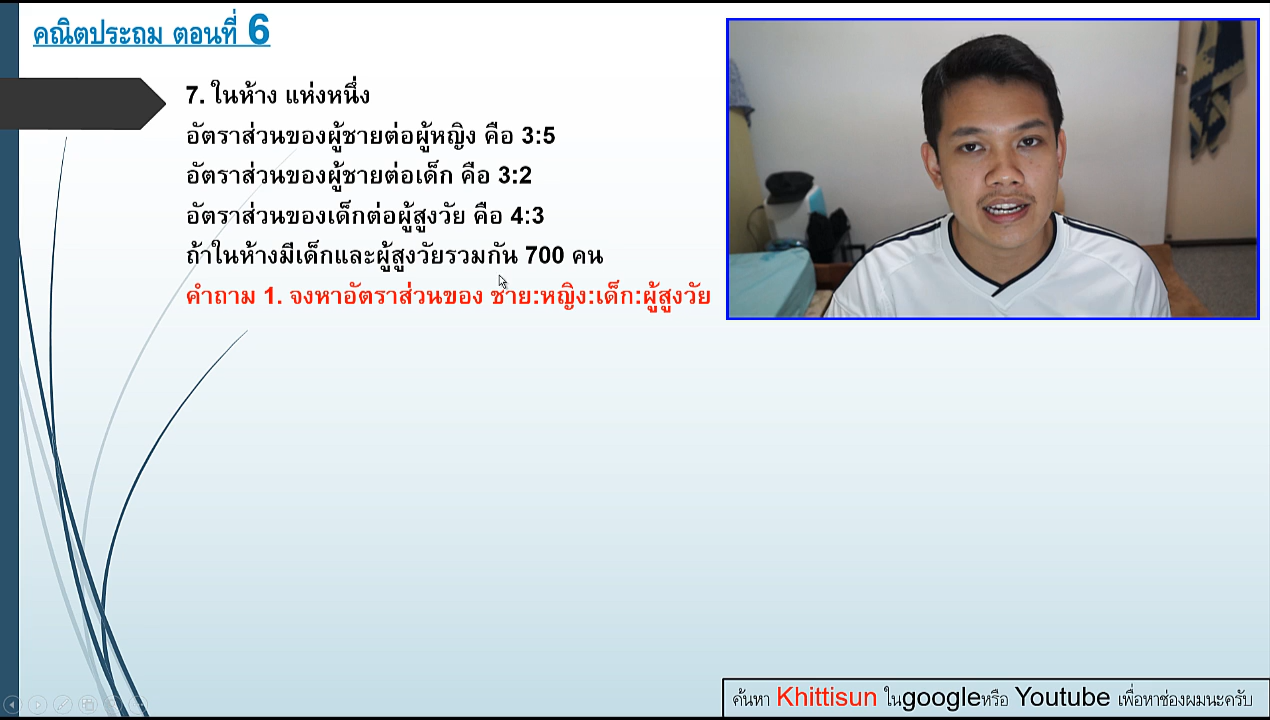 คณิตประถม ตอนที่ 6
7. ในห้าง แห่งหนึ่ง
อัตราส่วนของผู้ชายต่อผู้หญิง คือ 3:5
อัตราส่วนของผู้ชายต่อเด็ก คือ 3:2
อัตราส่วนของเด็กต่อผู้สูงวัย คือ 4:3
ถ้าในห้างมีเด็กและผู้สูงวัยรวมกัน 700 คน
คำถาม 1. จงหาอัตราส่วนของ ชาย:หญิง:เด็ก:ผู้สูงวัย
ค้นหา Khittisun ในgoogleหรือ Youtube เพื่อหาช่องผมนะครับ